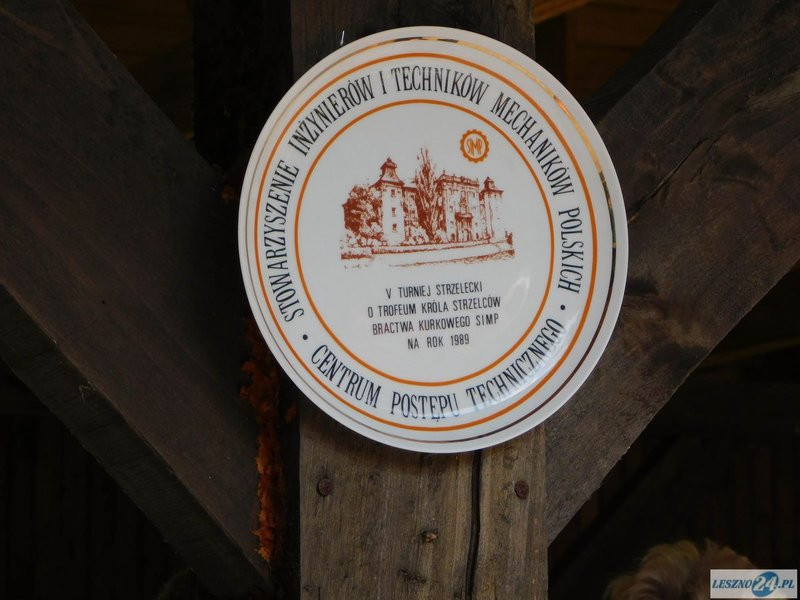 STOWARZYSZENIE INŻYNIERÓW I TECHNIKÓW MECHANIKÓW POLSKICH
SIMP
V TURNIEJ STRZELECKI
O TROFEUM KRÓLA STRZELCÓW
BRACTWA KURKOWEGO SIMP
NA ROK 1989
• CENTRUM POSTĘPU TECHNICZNEGO •
LESZNO24.PL